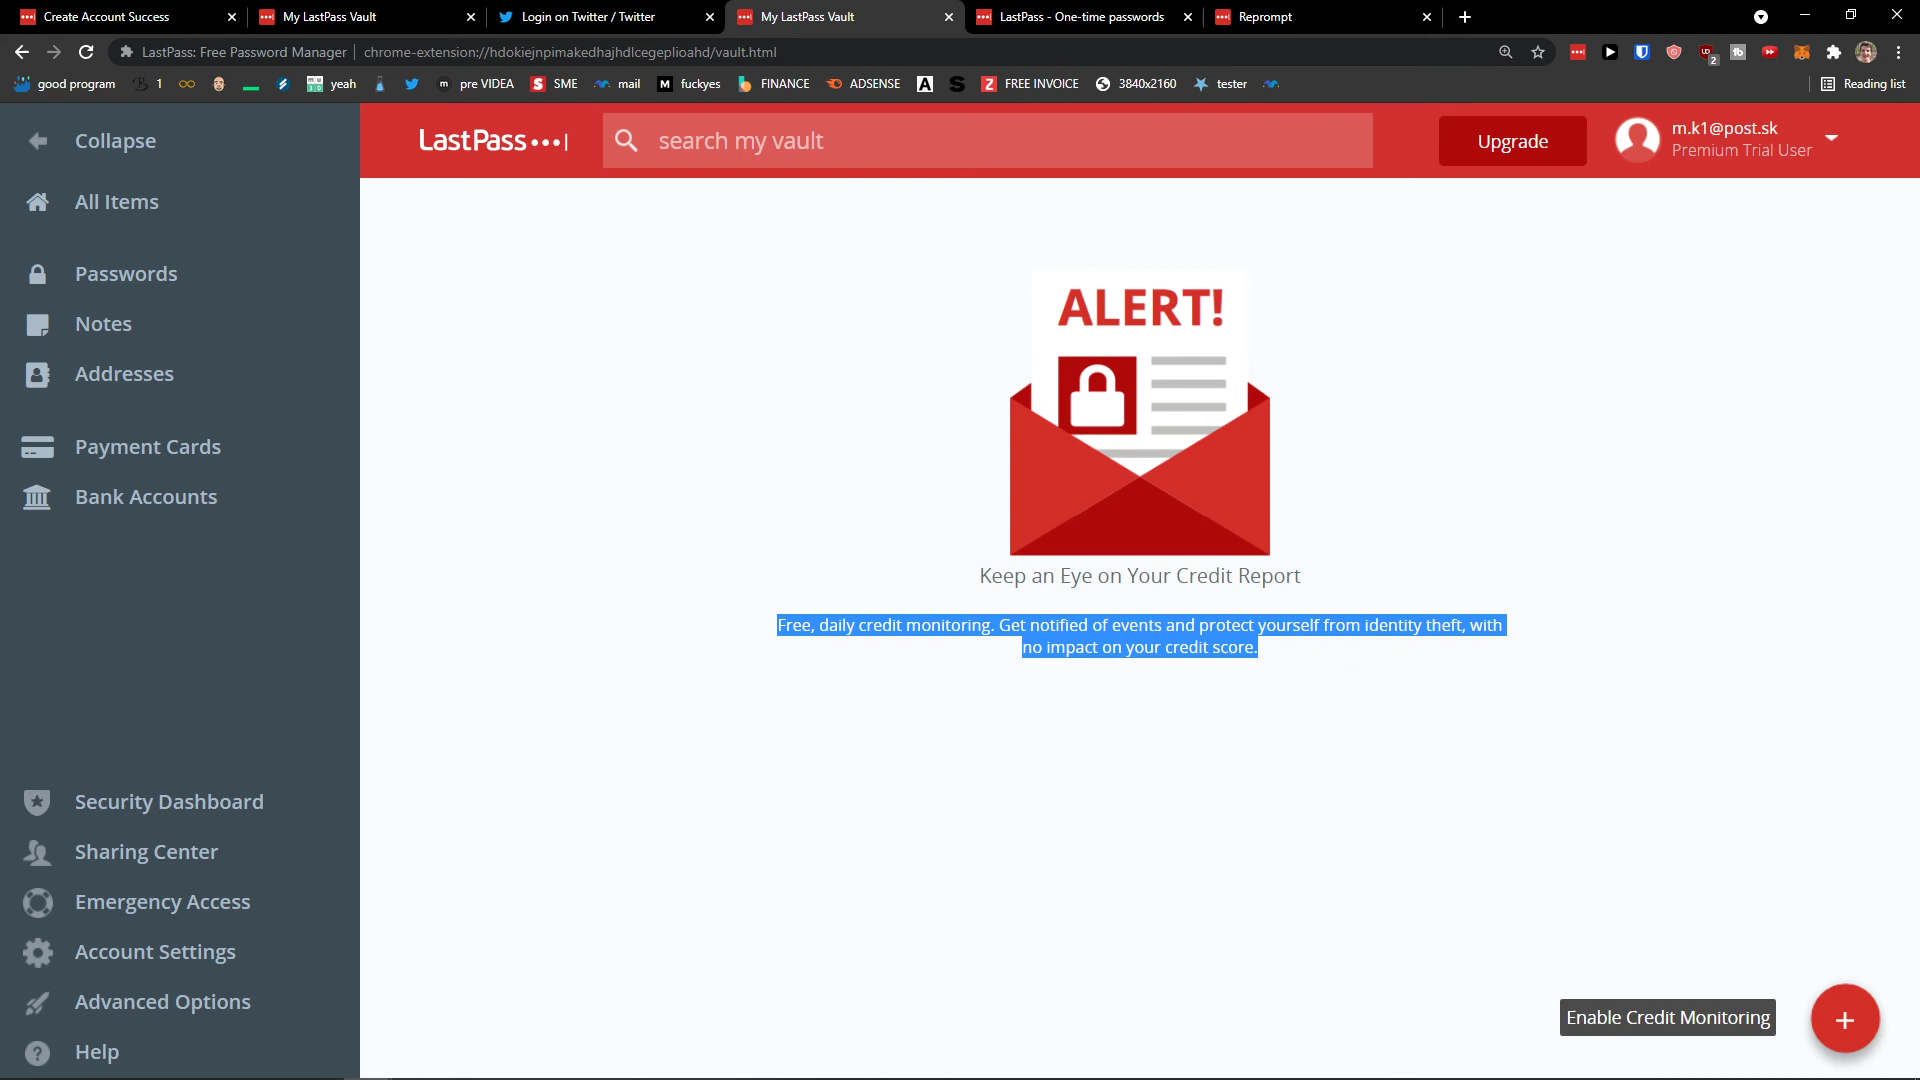 Create Account Success
My LastPass Vault
Login on Twitter / Twitter
My LastPass Vault
LastPass - One-time passwords
Reprompt
LastPass: Free Password Manager | chrome-extension://hdokiejnpimakedhajhdlcegeplioahd/vault.html
2
good program
1
yeah
pre VIDEA
SME
mail
fuckyes
FINANCE
ADSENSE
FREE INVOICE
3840x2160
tester
Reading list
Collapse
LastPass
search my vault
Upgrade
m.k1@post.sk
Premium Trial User
All Items
Passwords
Notes
Addresses
Payment Cards
Bank Accounts
ALERT!
Keep an Eye on Your Credit Report
Free, daily credit monitoring. Get notified of events and protect yourself from identity theft, with
no impact on your credit score.
Security Dashboard
Sharing Center
Emergency Access
Account Settings
Advanced Options
Help
Enable Credit Monitoring